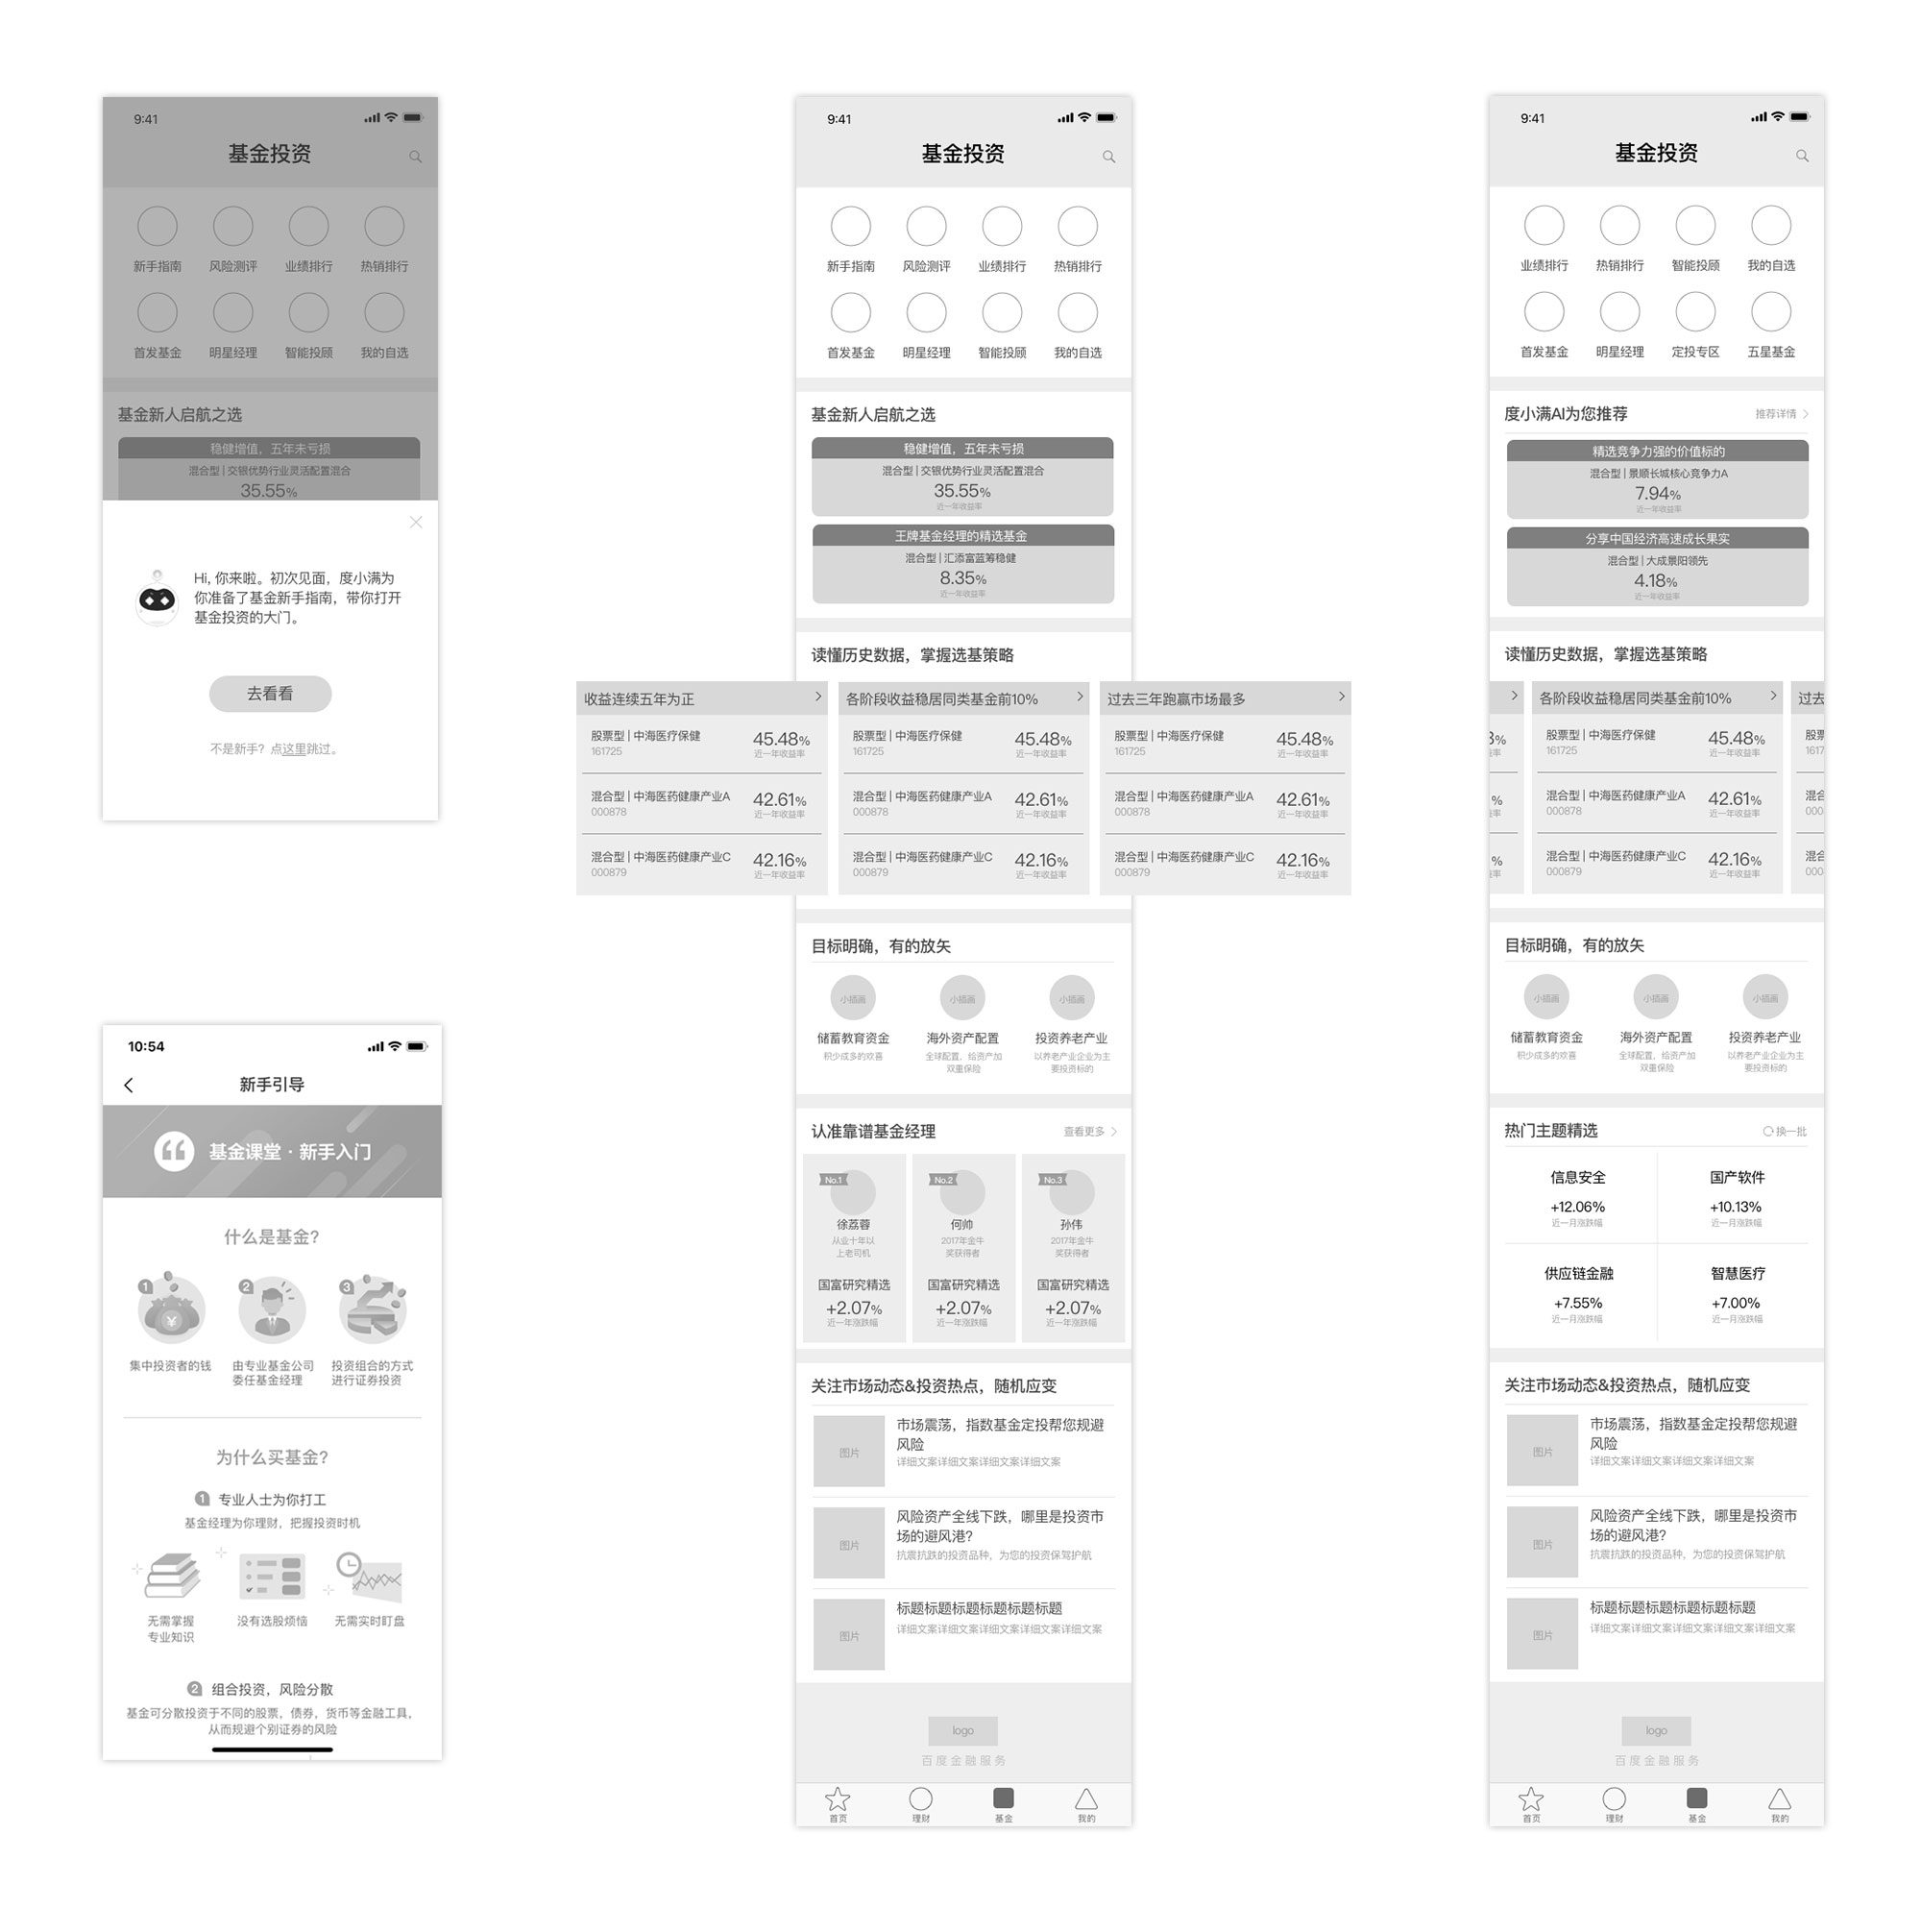 9:41
基金投资
新手指南 风险测评 业绩排行 热销排行
首发基金 明星经理 智能投顾 我的自选
基金新人启航之选
稳健增值，五年未亏损
混合型 | 交银优势行业灵活配置混合
35.55%
Hi, 你来啦。初次见面，度小满为
你准备了基金新手指南，带你打开
基金投资的大门。
去看看
不是新手？点这里跳过。
10:54
新手引导
基金课堂 · 新手入门
什么是基金?
1 2 3
¥
集中投资者的钱
由专业基金公司
委任基金经理
投资组合的方式
进行证券投资
为什么买基金?
1 专业人士为你打工
基金经理为你理财，把握投资时机
无需掌握
专业知识
没有选股烦恼
无需实时盯盘
2 组合投资，风险分散
基金可分散投资于不同的股票，债券，货币等金融工具，
从而规避个别证券的风险
9:41
基金投资
新手指南 风险测评 业绩排行 热销排行
首发基金 明星经理 智能投顾 我的自选
基金新人启航之选
稳健增值，五年未亏损
混合型 | 交银优势行业灵活配置混合
35.55%
近一年收益率
王牌基金经理的精选基金
混合型 | 汇添富蓝筹稳健
8.35%
近一年收益率
读懂历史数据，掌握选基策略
收益连续五年为正
股票型 | 中海医疗保健
161725
45.48%
近一年收益率
混合型 | 中海医药健康产业A
000878
42.61%
近一年收益率
混合型 | 中海医药健康产业C
000879
42.16%
近一年收益率
各阶段收益稳居同类基金前10%
股票型 | 中海医疗保健
161725
45.48%
近一年收益率
混合型 | 中海医药健康产业A
000878
42.61%
近一年收益率
混合型 | 中海医药健康产业C
000879
42.16%
近一年收益率
过去三年跑赢市场最多
股票型 | 中海医疗保健
161725
45.48%
近一年收益率
混合型 | 中海医药健康产业A
000878
42.61%
近一年收益率
混合型 | 中海医药健康产业C
000879
42.16%
近一年收益率
目标明确，有的放矢
小插画 小插画 小插画
储蓄教育资金
积少成多的欢喜
海外资产配置
全球配置，给资产加
双重保险
投资养老产业
以养老产业企业为主
要投资标的
认准靠谱基金经理
查看更多
No.1
徐荔蓉
从业十年以
上老司机
国富研究精选
+2.07%
近一年涨跌幅
No.2
何帅
2017年金牛
奖获得者
国富研究精选
+2.07%
近一年涨跌幅
No.3
孙伟
2017年金牛
奖获得者
国富研究精选
+2.07%
近一年涨跌幅
关注市场动态&投资热点，随机应变
图片
市场震荡，指数基金定投帮您规避
风险
详细文案详细文案详细文案详细文案
图片
风险资产全线下跌，哪里是投资市
场的避风港?
抗震抗跌的投资品种，为您的投资保驾护航
图片
标题标题标题标题标题标题
详细文案详细文案详细文案详细文案详细文案
logo
百度金融服务
首页 理财 基金 我的
9:41
基金投资
业绩排行 热销排行 智能投顾 我的自选
首发基金 明星经理 定投专区 五星基金
度小满AI为您推荐
推荐详情
精选竞争力强的价值标的
混合型 | 景顺长城核心竞争力A
7.94%
近一年收益率
分享中国经济高速成长果实
混合型 | 大成景阳领先
4.18%
近一年收益率
读懂历史数据，掌握选基策略
各阶段收益稳居同类基金前10%
股票型 | 中海医疗保健
161725
45.48%
近一年收益率
混合型 | 中海医药健康产业A
000878
42.61%
近一年收益率
混合型 | 中海医药健康产业C
000879
42.16%
近一年收益率
过去
股票
1617
混合
000
混合
000
目标明确，有的放矢
小插画 小插画 小插画
储蓄教育资金
积少成多的欢喜
海外资产配置
全球配置，给资产加
双重保险
投资养老产业
以养老产业企业为主
要投资标的
热门主题精选
换一批
信息安全
+12.06%
近一月涨跌幅
国产软件
+10.13%
近一月涨跌幅
供应链金融
+7.55%
近一月涨跌幅
智慧医疗
+7.00%
近一月涨跌幅
关注市场动态&投资热点，随机应变
图片
市场震荡，指数基金定投帮您规避
风险
详细文案详细文案详细文案详细文案
图片
风险资产全线下跌，哪里是投资市
场的避风港?
抗震抗跌的投资品种，为您的投资保驾护航
图片
标题标题标题标题标题标题
详细文案详细文案详细文案详细文案详细文案
logo
百度金融服务
首页 理财 基金 我的